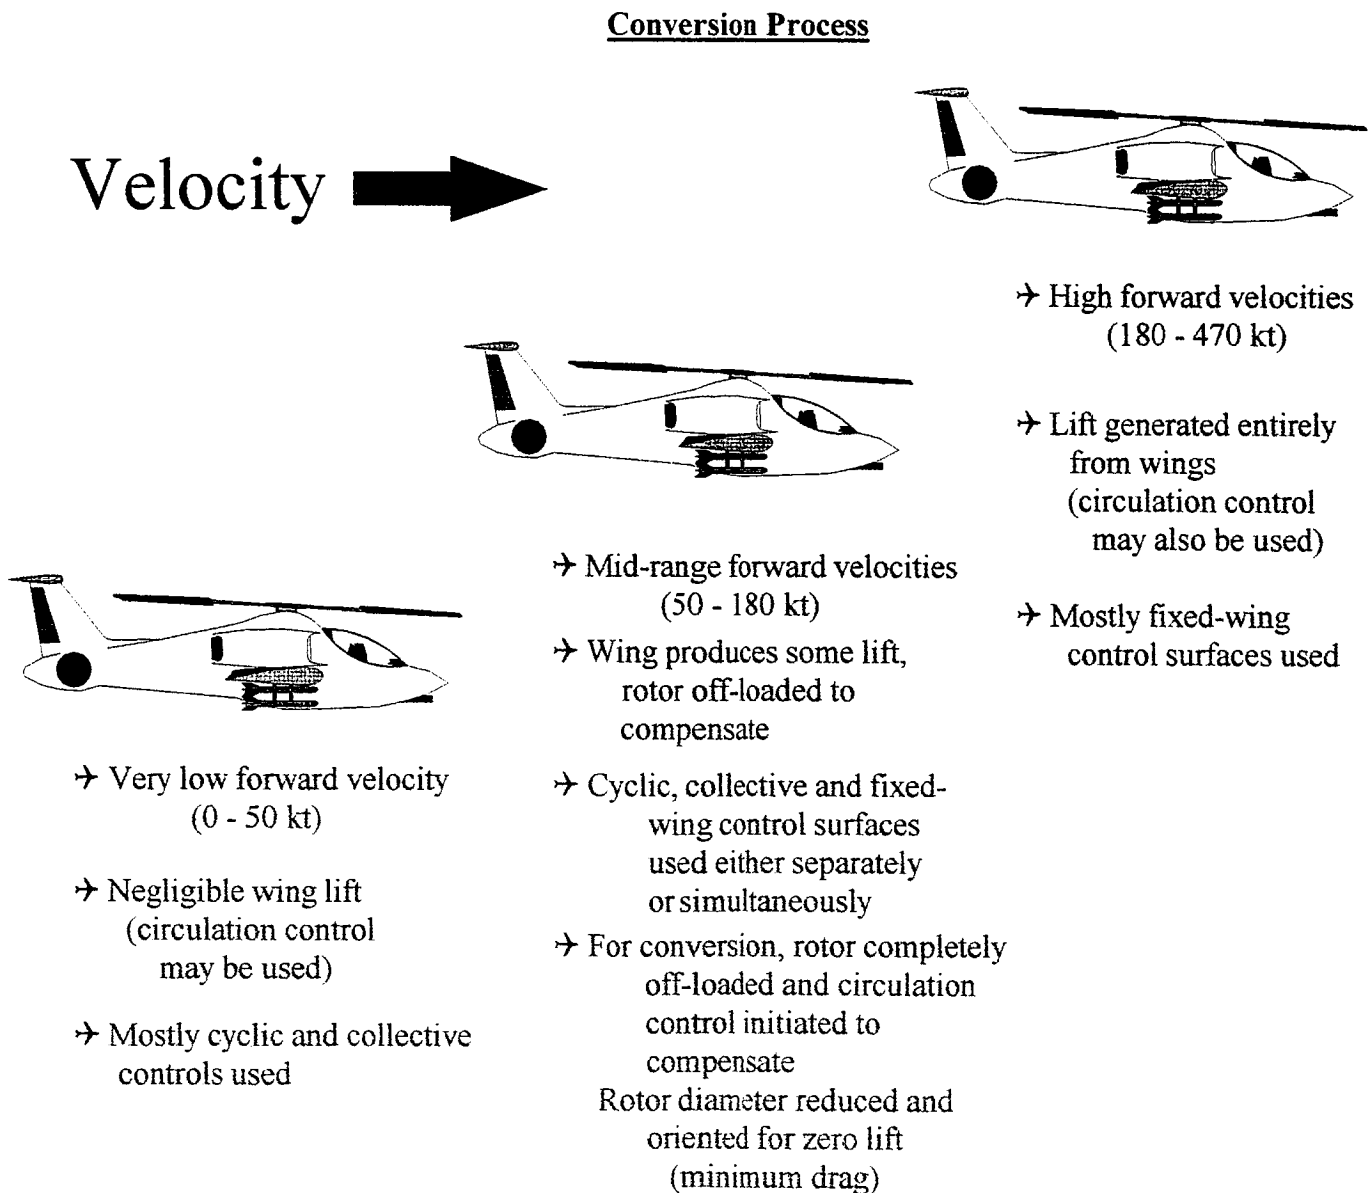 Conversion Process
Velocity
✈ High forward velocities
(180 - 470 kt)
✈ Lift generated entirely
from wings
(circulation control
may also be used)
✈ Mostly fixed-wing
control surfaces used
✈ Mid-range forward velocities
(50 - 180 kt)
✈ Wing produces some lift,
rotor off-loaded to
compensate
✈ Cyclic, collective and fixed-
wing control surfaces
used either separately
or simultaneously
✈ For conversion, rotor completely
off-loaded and circulation
control initiated to
compensate
Rotor diameter reduced and
oriented for zero lift
(minimum drag)
✈ Very low forward velocity
(0 - 50 kt)
✈ Negligible wing lift
(circulation control
may be used)
✈ Mostly cyclic and collective
controls used